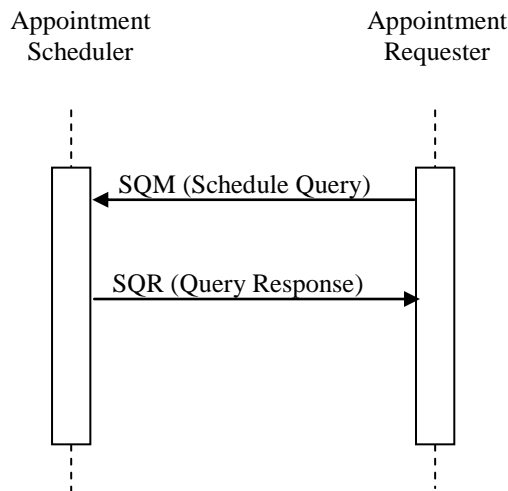 Appointment
Scheduler
Appointment
Requester
SQM (Schedule Query)
SQR (Query Response)